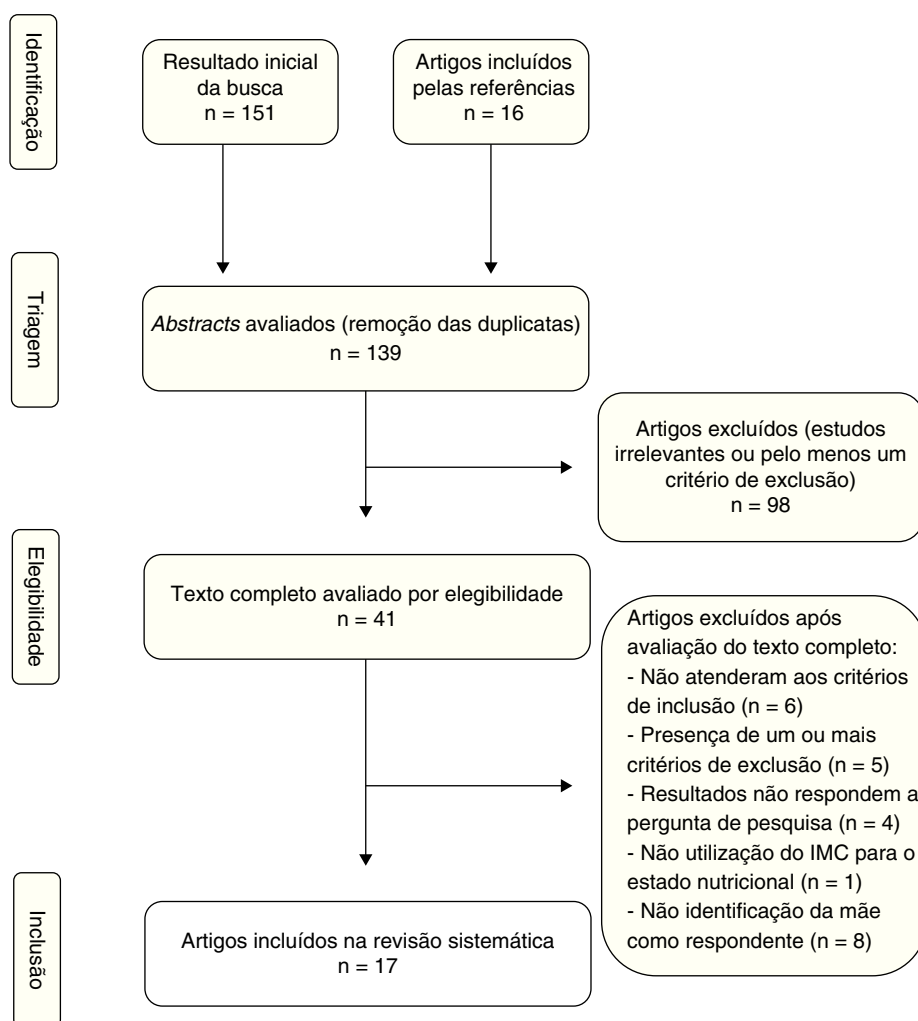 Identificação
Resultado inicial
da busca
n = 151
Artigos incluídos
pelas referências
n = 16
Triagem
Abstracts avaliados (remoção das duplicatas)
n = 139
Artigos excluídos (estudos
irrelevantes ou pelo menos um
critério de exclusão)
n = 98
Elegibilidade
Texto completo avaliado por elegibilidade
n = 41
Artigos excluídos após
avaliação do texto completo:
- Não atenderam aos critérios
de inclusão (n = 6)
- Presença de um ou mais
critérios de exclusão (n = 5)
- Resultados não respondem a
pergunta de pesquisa (n = 4)
- Não utilização do IMC para o
estado nutricional (n = 1)
- Não identificação da mãe
como respondente (n = 8)
Inclusão
Artigos incluídos na revisão sistemática
n = 17